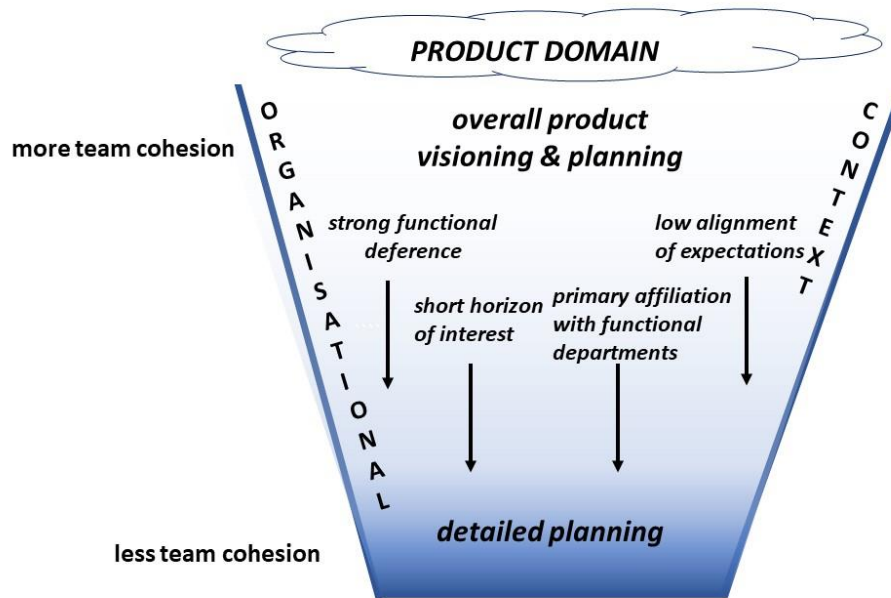 PRODUCT DOMAIN
ORGANISATIONAL
CONTEXT
overall product
visioning & planning
more team cohesion
strong functional
deference
low alignment
of expectations
short horizon
of interest
primary affiliation
with functional
departments
detailed planning
less team cohesion